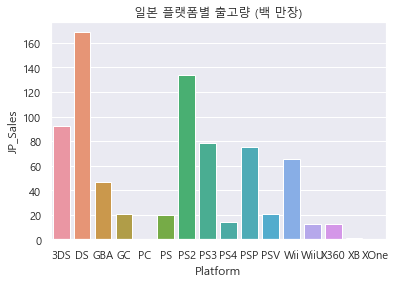 일본 플랫폼별 출고량 (백 만장)
JP_Sales
160
140
120
100
80
60
40
20
0
3DS DS GBA GC PC PS PS2 PS3 PS4 PSP PSV Wii WiiU X360 XB XOne
Platform